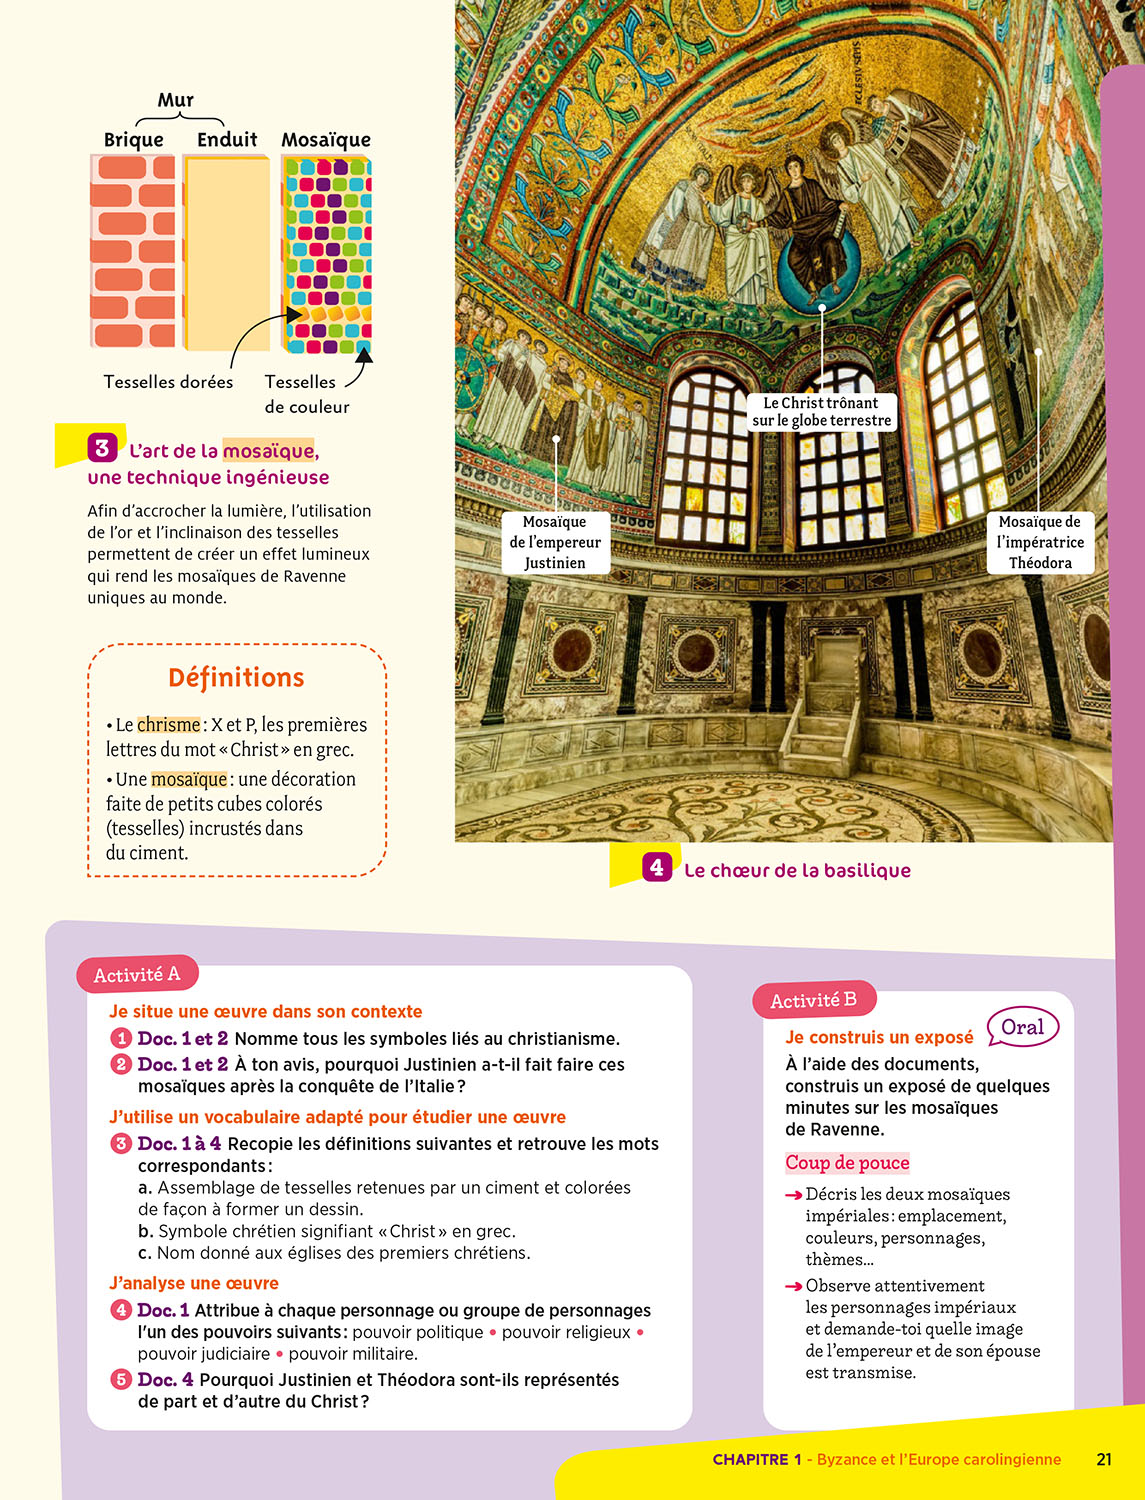 Mur
Brique Enduit Mosaïque
Tesselles dorées
Tesselles
de couleur
3 L'art de la mosaïque,
une technique ingénieuse
Afin d'accrocher la lumière, l'utilisation
de l'or et l'inclinaison des tesselles
permettent de créer un effet lumineux
qui rend les mosaïques de Ravenne
uniques au monde.
Définitions
• Le chrisme : X et P, les premières
lettres du mot « Christ » en grec.
• Une mosaïque : une décoration
faite de petits cubes colorés
(tesselles) incrustés dans
du ciment.
Le Christ trônant
sur le globe terrestre
Mosaïque
de l'empereur
Justinien
Mosaïque de
l'impératrice
Théodora
4 Le chœur de la basilique
Activité A
Je situe une œuvre dans son contexte
1 Doc. 1 et 2 Nomme tous les symboles liés au christianisme.
2 Doc. 1 et 2 À ton avis, pourquoi Justinien a-t-il fait faire ces
mosaïques après la conquête de l'Italie ?
J'utilise un vocabulaire adapté pour étudier une œuvre
3 Doc. 1 à 4 Recopie les définitions suivantes et retrouve les mots
correspondants :
a. Assemblage de tesselles retenues par un ciment et colorées
de façon à former un dessin.
b. Symbole chrétien signifiant « Christ » en grec.
c. Nom donné aux églises des premiers chrétiens.
J'analyse une œuvre
4 Doc. 1 Attribue à chaque personnage ou groupe de personnages
l'un des pouvoirs suivants : pouvoir politique • pouvoir religieux •
pouvoir judiciaire • pouvoir militaire.
5 Doc. 4 Pourquoi Justinien et Théodora sont-ils représentés
de part et d'autre du Christ ?
Activité B
Oral
Je construis un exposé
À l'aide des documents,
construis un exposé de quelques
minutes sur les mosaïques
de Ravenne.
Coup de pouce
→ Décris les deux mosaïques
impériales : emplacement,
couleurs, personnages,
thèmes...
→ Observe attentivement
les personnages impériaux
et demande-toi quelle image
de l'empereur et de son épouse
est transmise.
CHAPITRE 1 - Byzance et l'Europe carolingienne 21